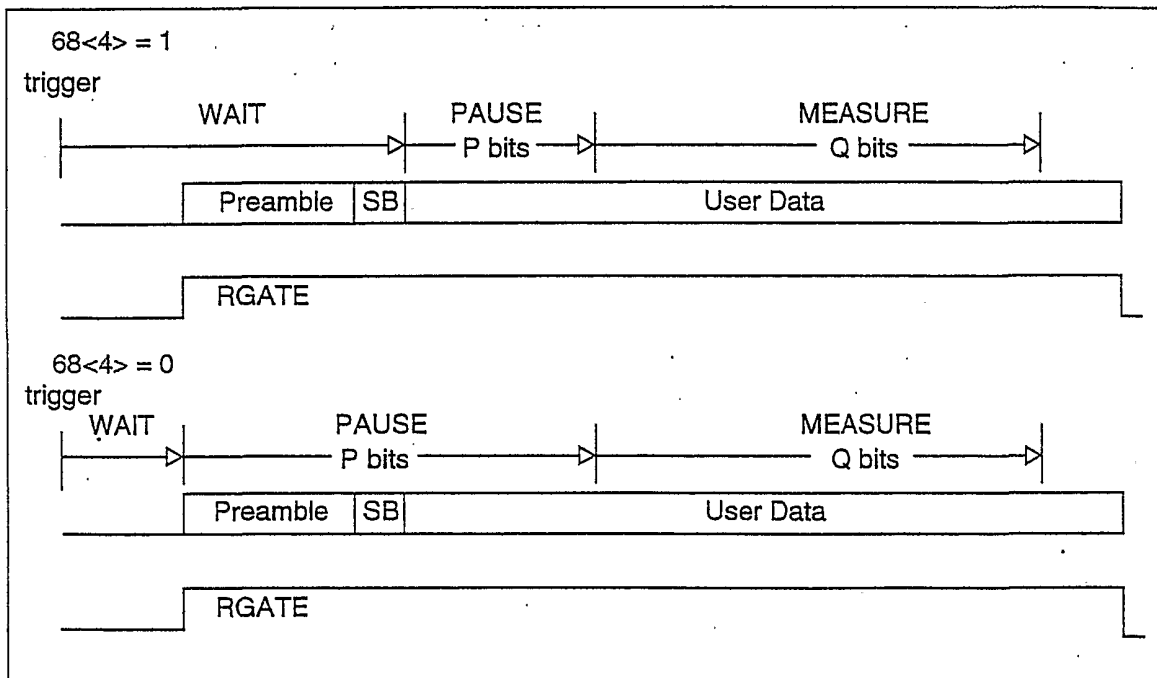 68<4> = 1
trigger
WAIT PAUSE MEASURE
P bits Q bits
Preamble SB User Data
RGATE
68<4> = 0
trigger
WAIT PAUSE MEASURE
P bits Q bits
Preamble SB User Data
RGATE